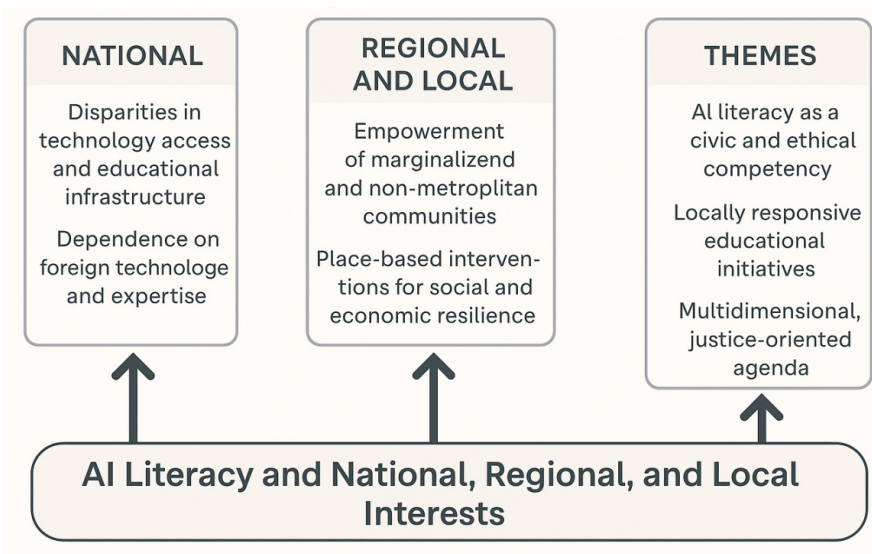 NATIONAL
Disparities in
technology access
and educational
infrastructure
Dependence on
foreign technologe
and expertise
REGIONAL
AND LOCAL
Empowerment
of marginalizend
and non-metroplitan
communities
Place-based interven-
tions for social and
economic resilience
THEMES
AI literacy as a
civic and ethical
competency
Locally responsive
educational
initiatives
Multidimensional,
justice-oriented
agenda
AI Literacy and National, Regional, and Local
Interests